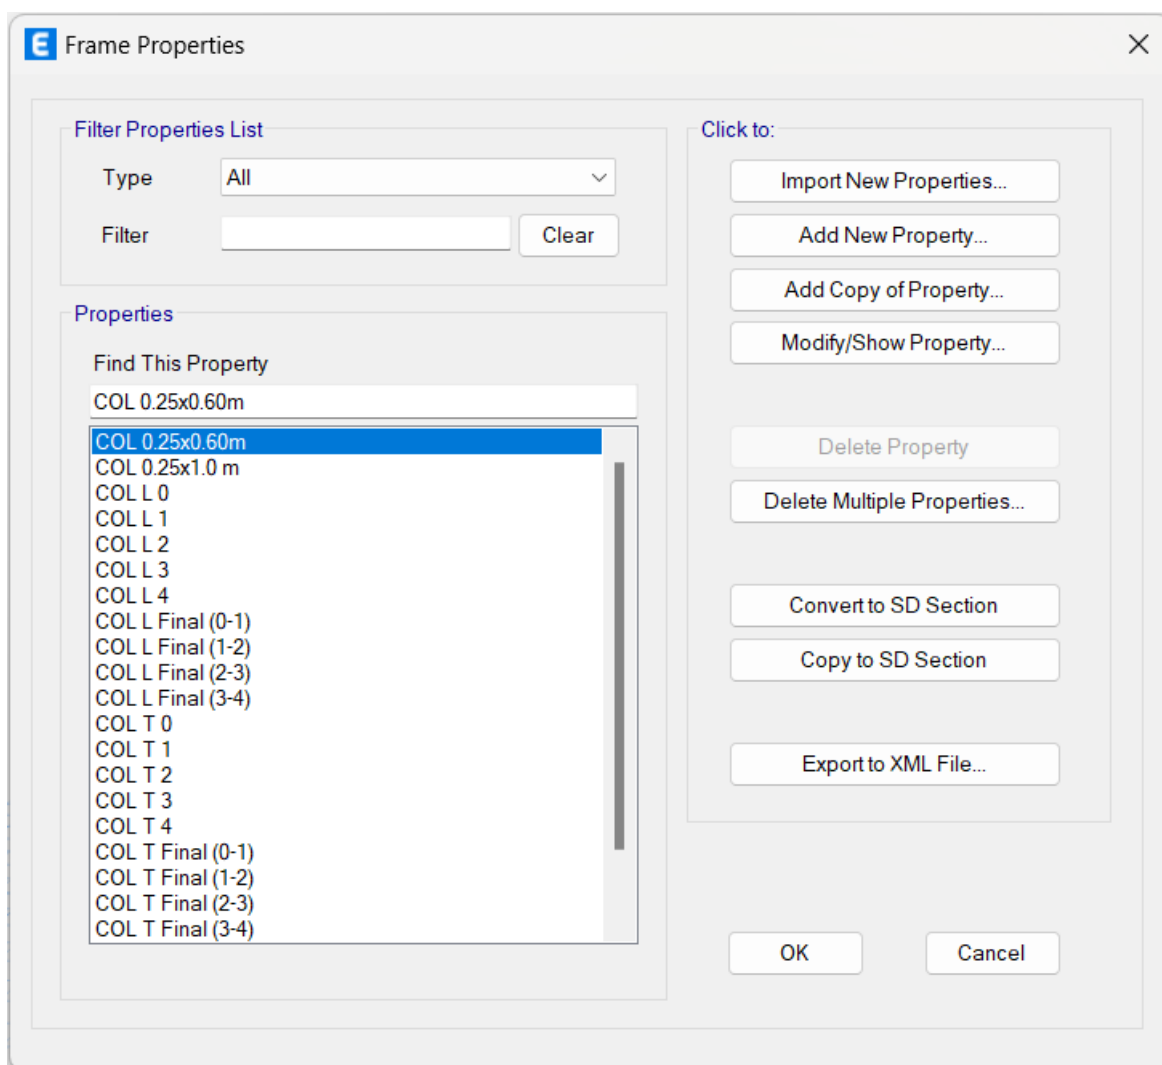 Frame Properties
Filter Properties List
Type All
Filter Clear
Properties
Find This Property
COL 0.25x0.60m
COL 0.25x0.60m
COL 0.25x1.0 m
COL L 0
COL L 1
COL L 2
COL L 3
COL L 4
COL L Final (0-1)
COL L Final (1-2)
COL L Final (2-3)
COL L Final (3-4)
COL T 0
COL T 1
COL T 2
COL T 3
COL T 4
COL T Final (0-1)
COL T Final (1-2)
COL T Final (2-3)
COL T Final (3-4)
Click to:
Import New Properties...
Add New Property...
Add Copy of Property...
Modify/Show Property...
Delete Property
Delete Multiple Properties...
Convert to SD Section
Copy to SD Section
Export to XML File...
OK Cancel